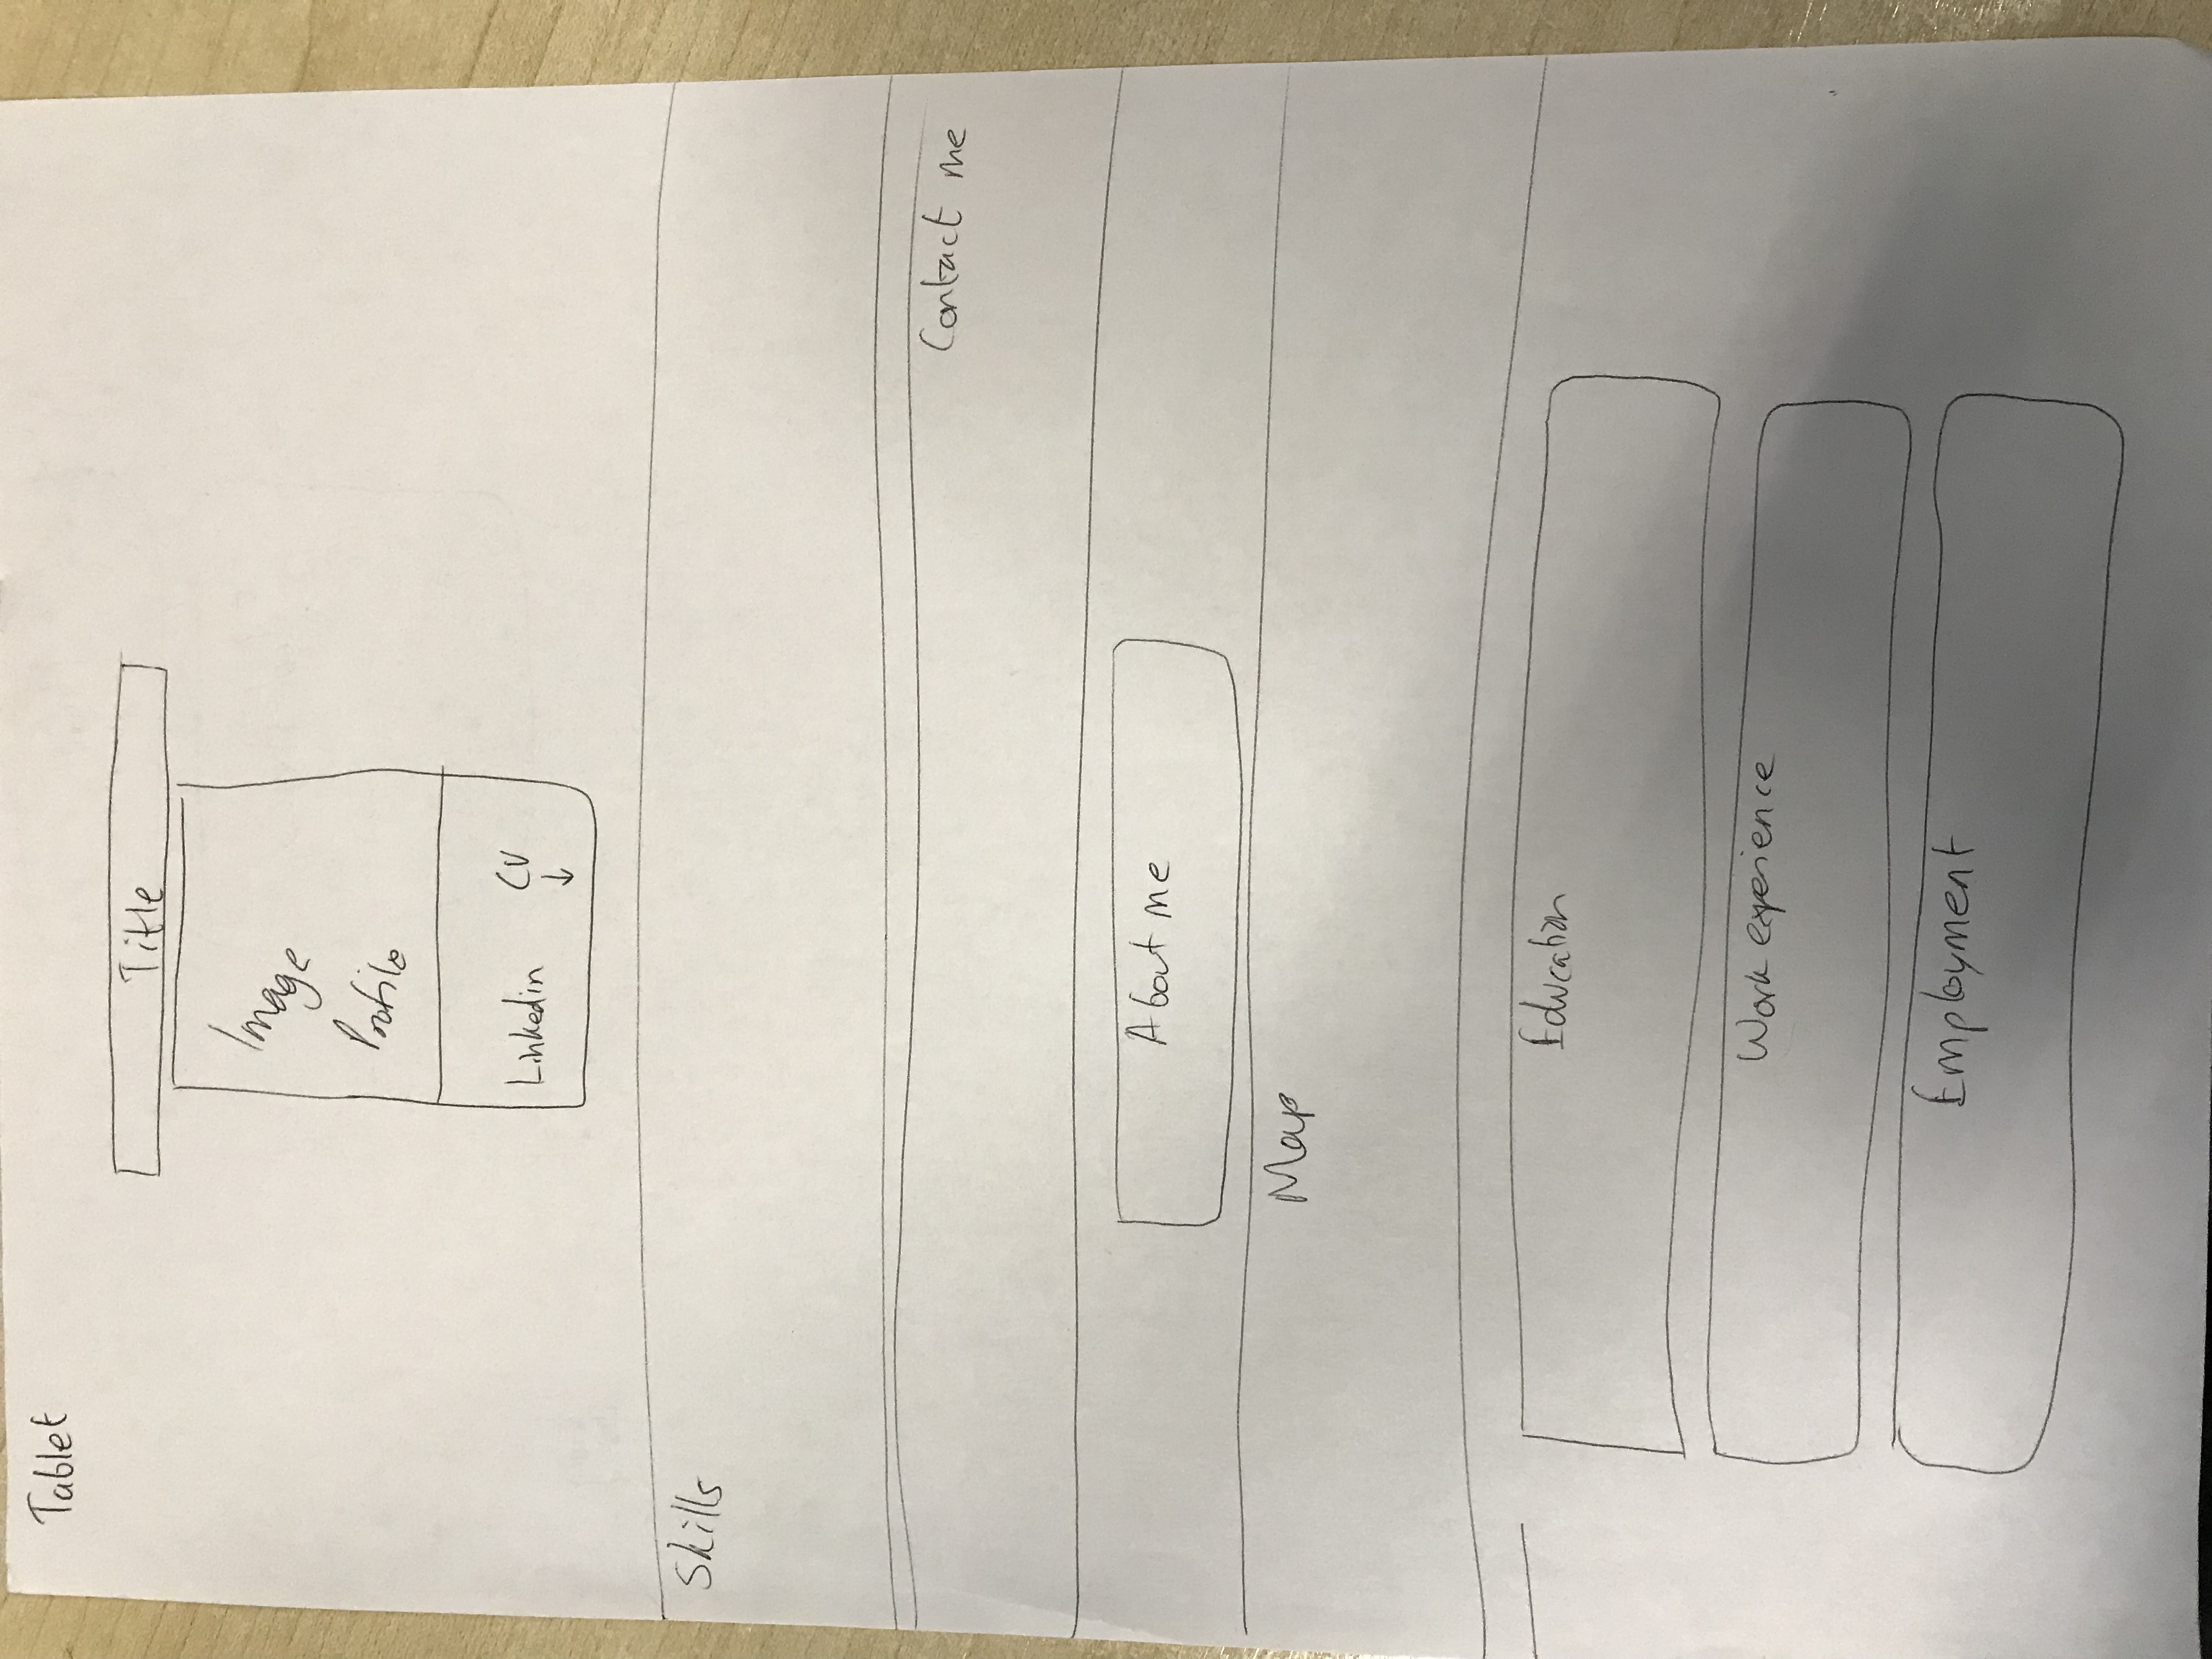 Tablet
Title
Image
Profile
Linkedin CV
Skills
Contact me
About me
Map
Education
Work experience
Employment